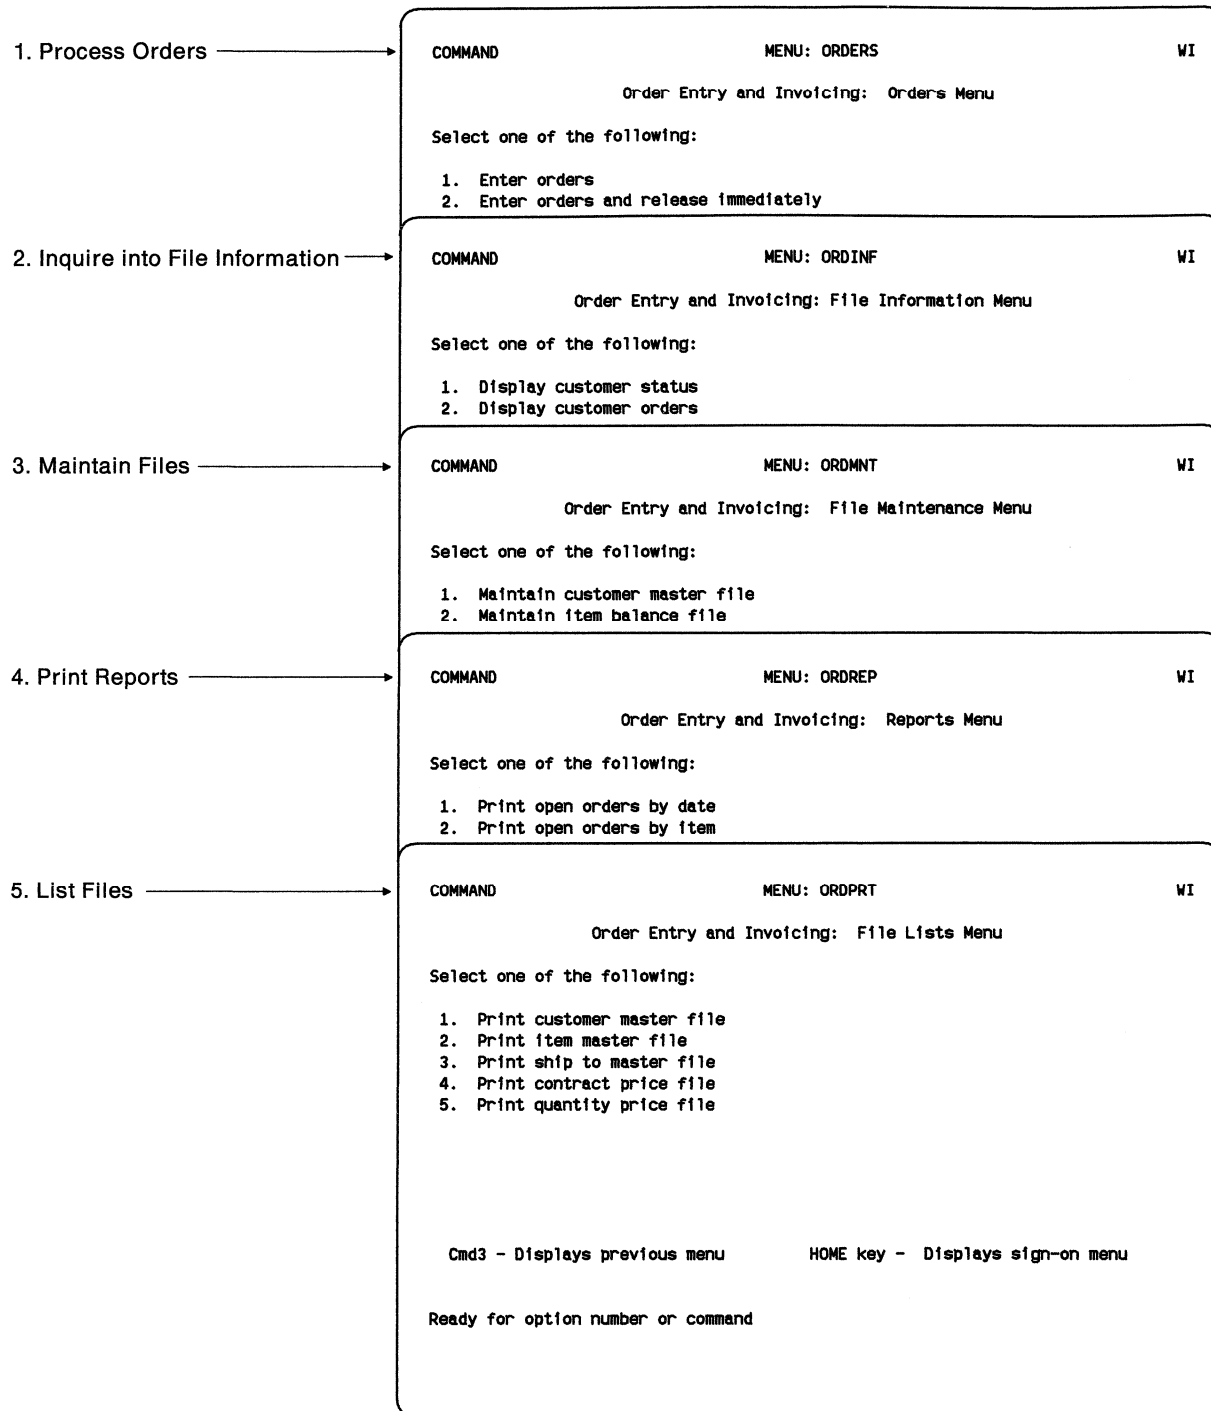 1. Process Orders
COMMAND MENU: ORDERS WI
Order Entry and Invoicing: Orders Menu
Select one of the following:
1. Enter orders
2. Enter orders and release immediately
2. Inquire into File Information
COMMAND MENU: ORDINF WI
Order Entry and Invoicing: File Information Menu
Select one of the following:
1. Display customer status
2. Display customer orders
3. Maintain Files
COMMAND MENU: ORDMNT WI
Order Entry and Invoicing: File Maintenance Menu
Select one of the following:
1. Maintain customer master file
2. Maintain item balance file
4. Print Reports
COMMAND MENU: ORDREP WI
Order Entry and Invoicing: Reports Menu
Select one of the following:
1. Print open orders by date
2. Print open orders by item
5. List Files
COMMAND MENU: ORDPRT WI
Order Entry and Invoicing: File Lists Menu
Select one of the following:
1. Print customer master file
2. Print item master file
3. Print ship to master file
4. Print contract price file
5. Print quantity price file
Cmd3 - Displays previous menu HOME key - Displays sign-on menu
Ready for option number or command